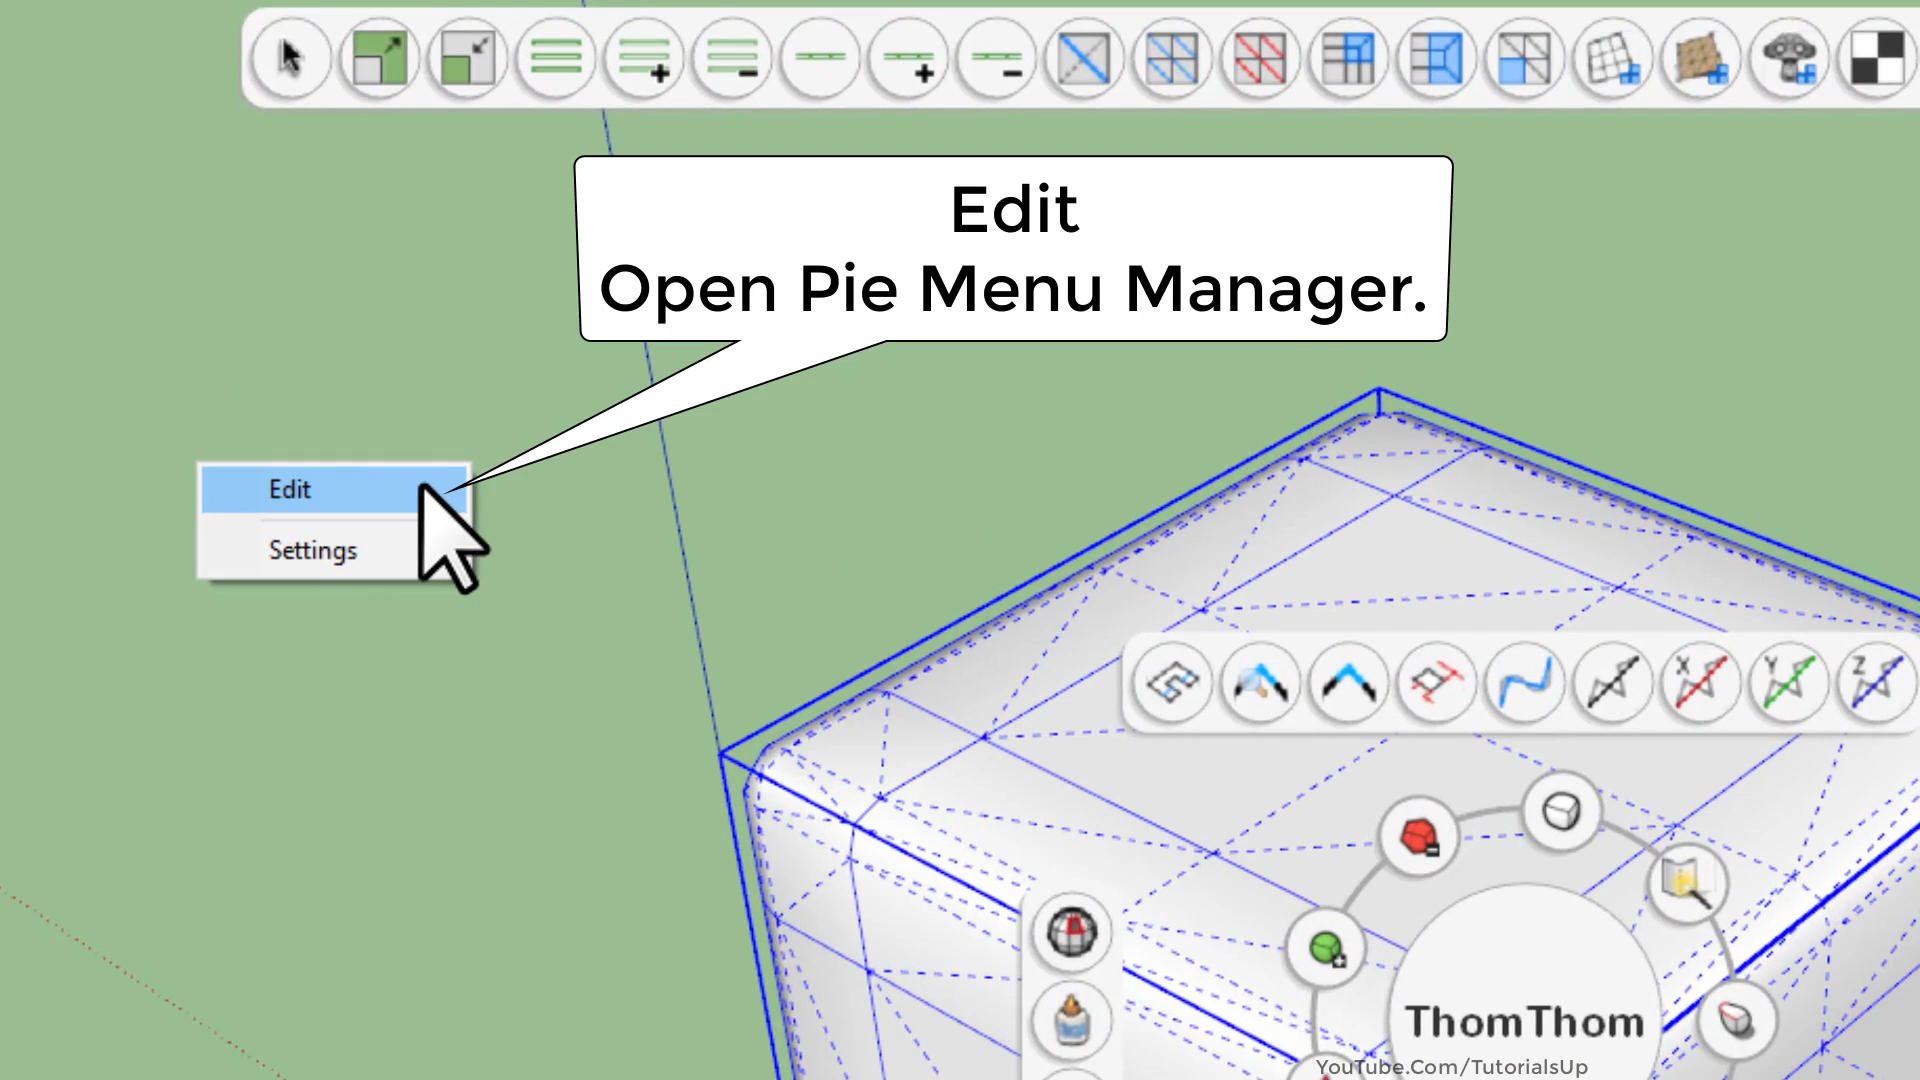 Edit
Open Pie Menu Manager.
Edit
Settings
X
Y
Z
ThomThom
YouTube.Com/TutorialsUp